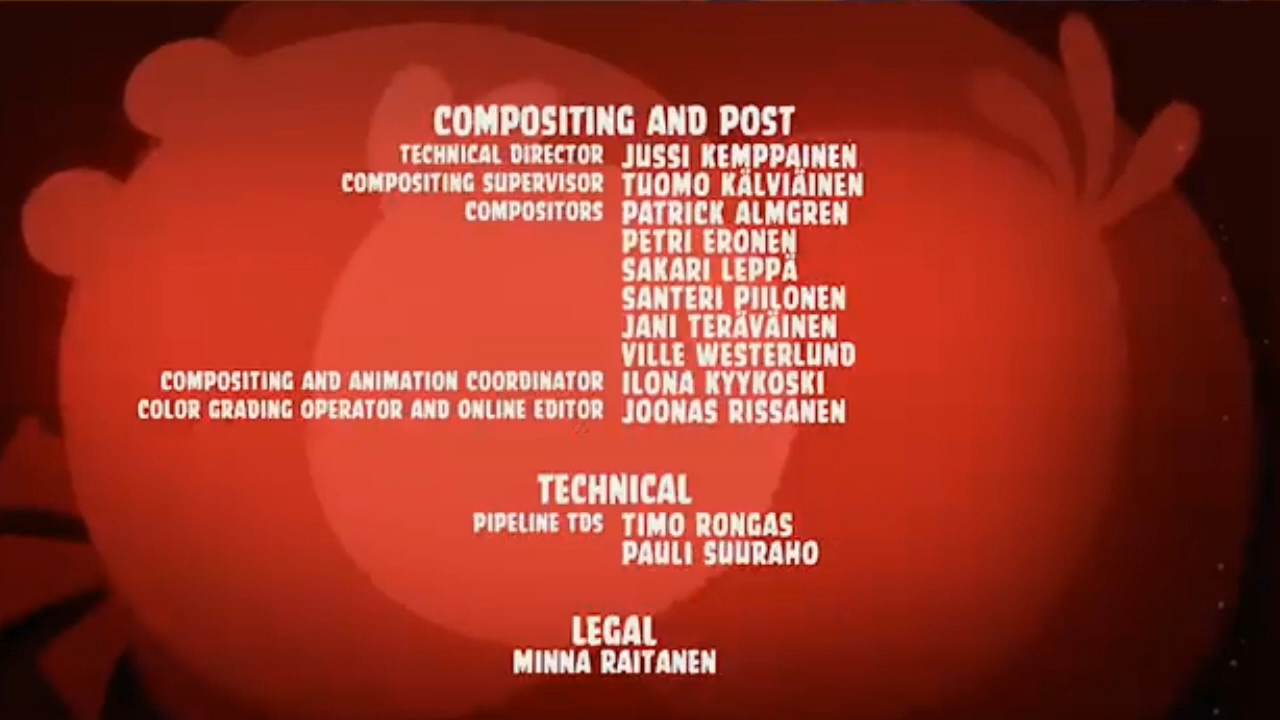 COMPOSITING AND POST
TECHNICAL DIRECTOR JUSSI KEMPPAINEN
COMPOSITING SUPERVISOR TUOMO KÄLVIÄINEN
COMPOSITORS PATRICK ALMGREN
PETRI ERONEN
SAKARI LEPPÄ
SANTERI PIILONEN
JANI TERÄVÄINEN
VILLE WESTERLUND
COMPOSITING AND ANIMATION COORDINATOR ILONA KYYKOSKI
COLOR GRADING OPERATOR AND ONLINE EDITOR JOONAS RISSANEN
TECHNICAL
PIPELINE TDS TIMO RONGAS
PAULI SUURAHO
LEGAL
MINNA RAITANEN